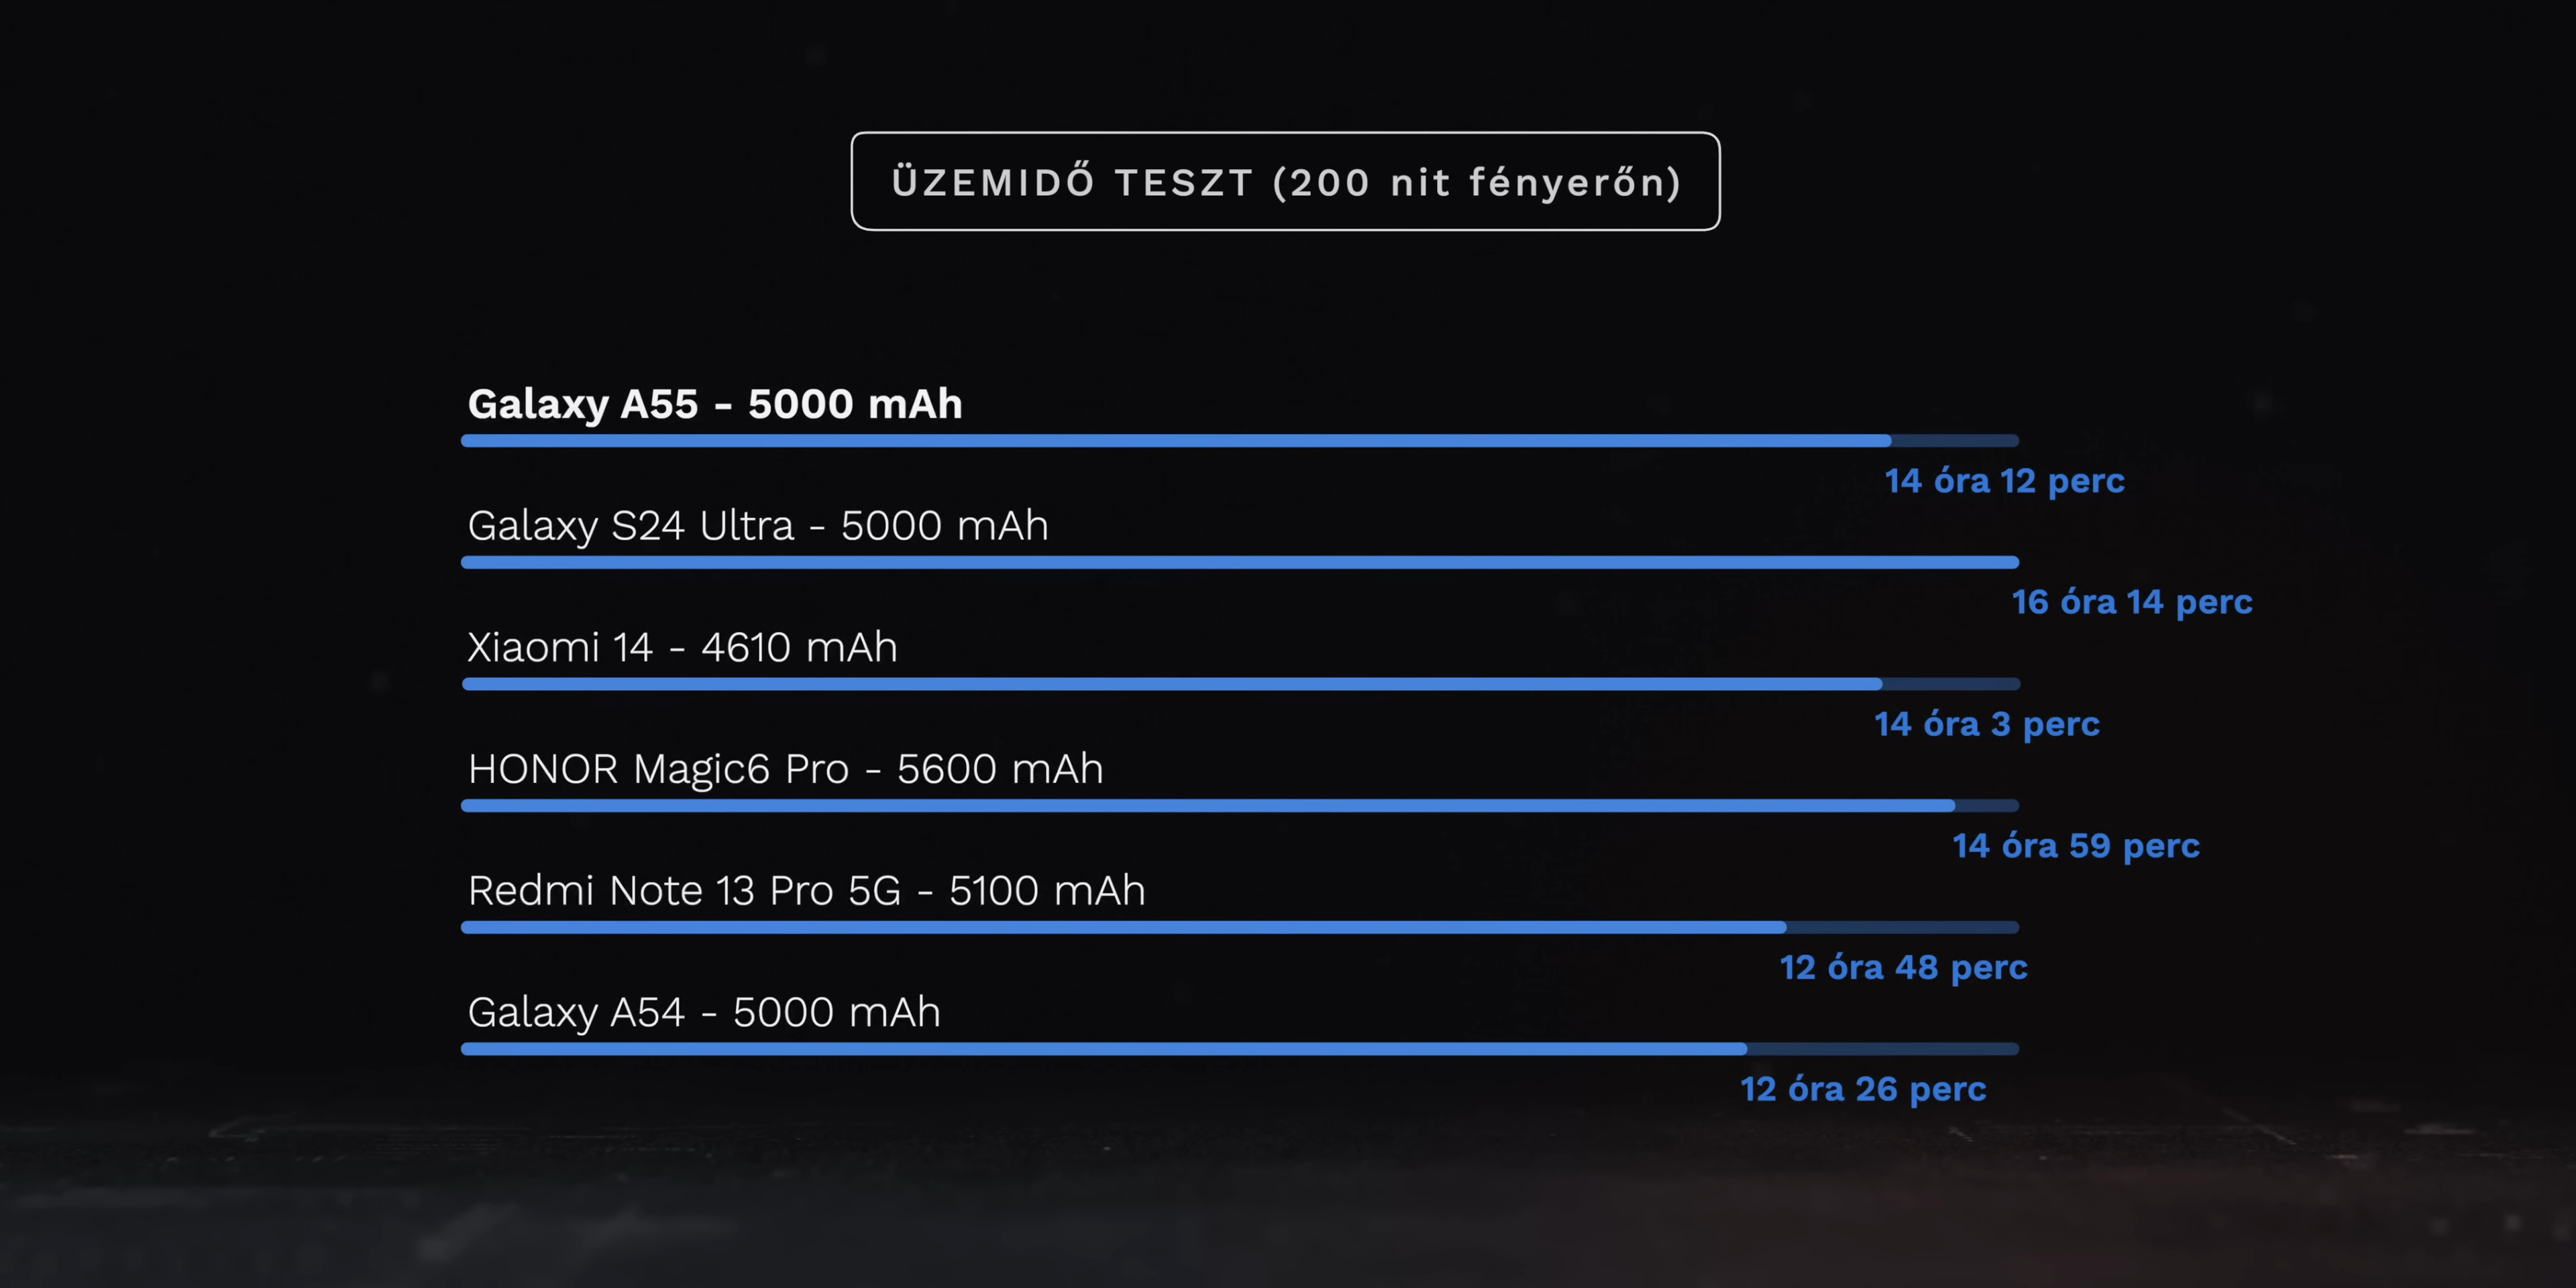 ÜZEMIDŐ TESZT (200 nit fényerőn)
Galaxy A55 - 5000 mAh
14 óra 12 perc
Galaxy S24 Ultra - 5000 mAh
16 óra 14 perc
Xiaomi 14 - 4610 mAh
14 óra 3 perc
HONOR Magic6 Pro - 5600 mAh
14 óra 59 perc
Redmi Note 13 Pro 5G - 5100 mAh
12 óra 48 perc
Galaxy A54 - 5000 mAh
12 óra 26 perc